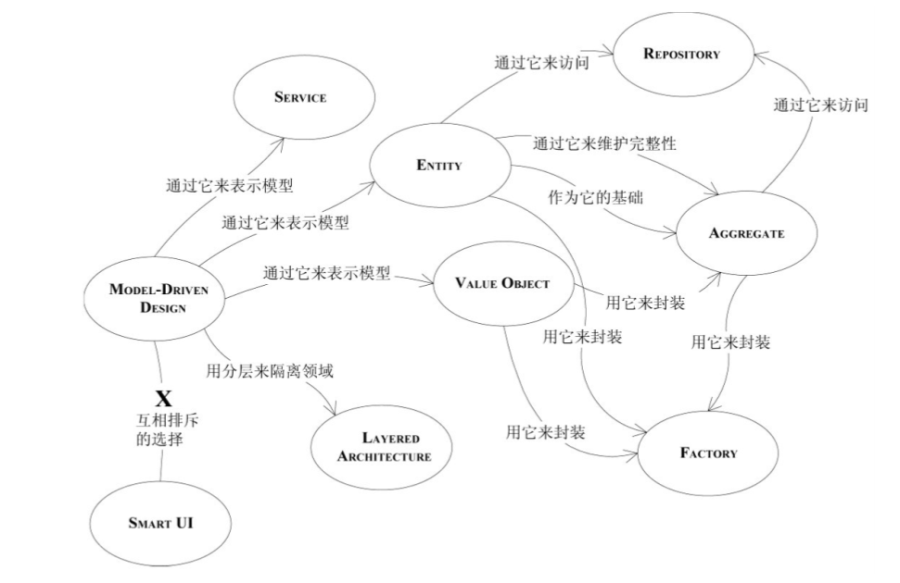 REPOSITORY
通过它来访问
SERVICE
通过它来访问
通过它来维护完整性
ENTITY
通过它来表示模型
作为它的基础
通过它来表示模型
AGGREGATE
通过它来表示模型
VALUE OBJECT
MODEL-DRIVEN
DESIGN
用它来封装
用它来封装
用它来封装
用分层来隔离领域
X
互相排斥
的选择
用它来封装
LAYERED
ARCHITECTURE
FACTORY
SMART UI